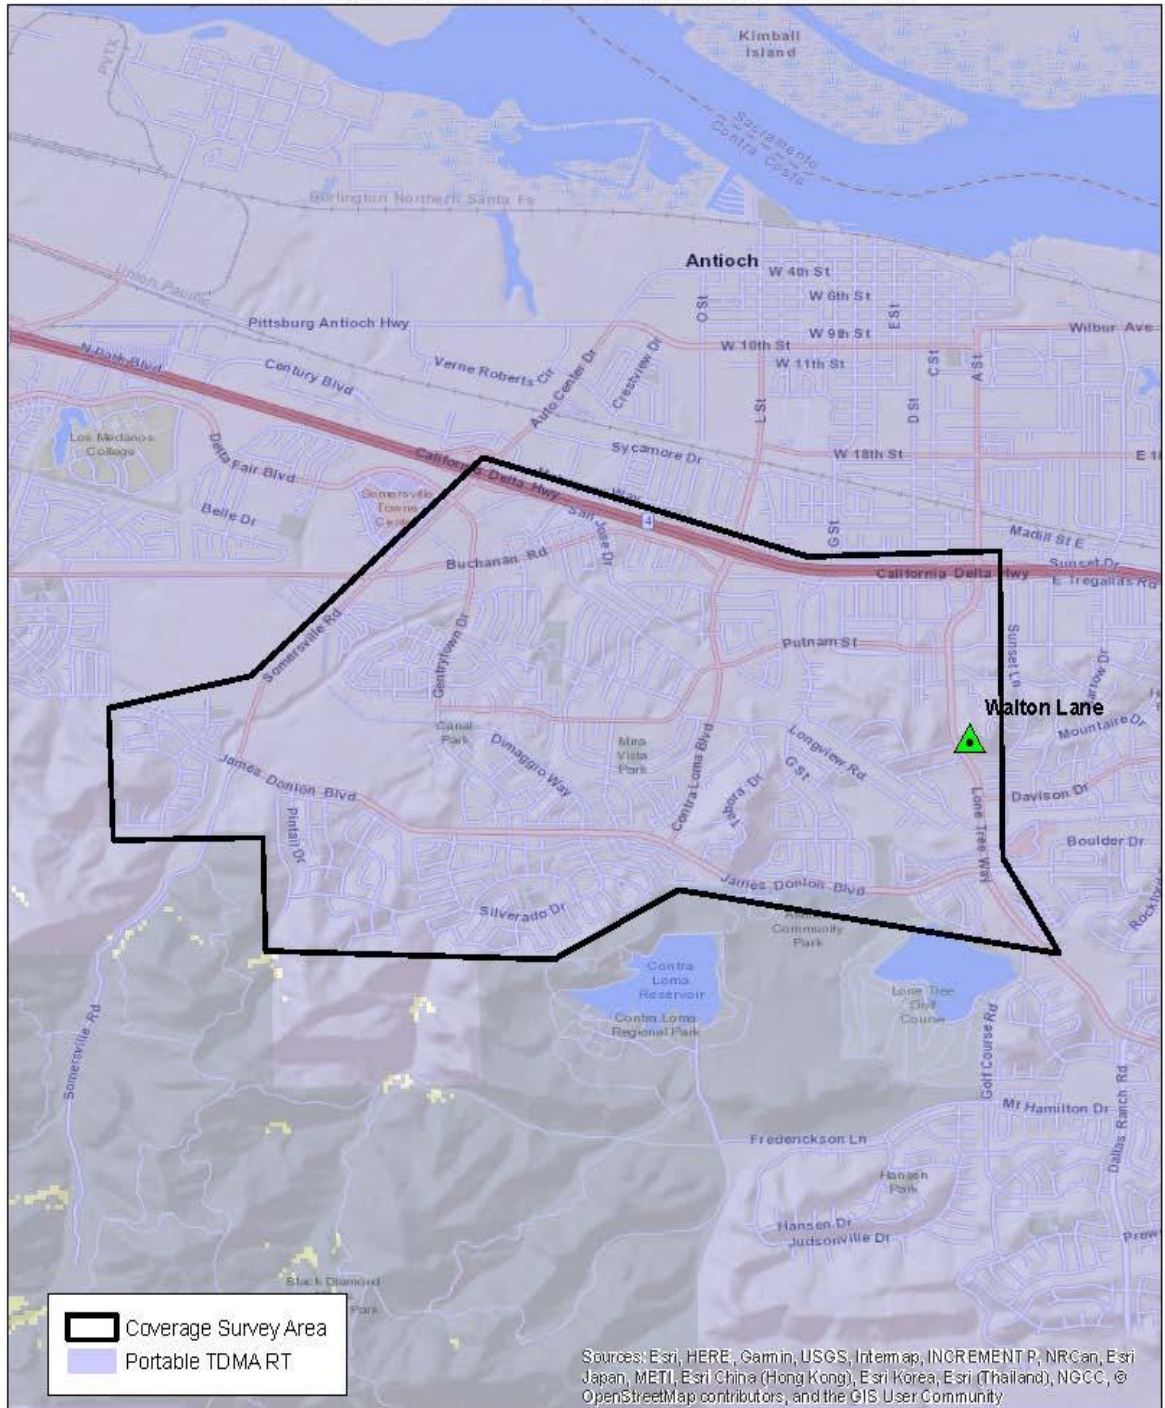 Kimball
Island
PVTX
Sacramento
Contra Costa
Burlington Northern Santa Fe
Antioch
W 4th St
Union Pacific
O St
W 6th St
E St
Pittsburg Antioch Hwy
W 9th St
Wilbur Ave
W 10th St
N Park Blvd
Century Blvd
Verne Roberts Cir
Auto Center Dr
Crestview Dr
W 11th St
C St
A St
L St
D St
Los Medanos
College
Delta Fair Blvd
California Delta Hwy
Sycamore Dr
W 18th St
E 1
Somersville
Towne
Center
Way
Belle Dr
San Jose Dr
4
G St
Madill St E
Buchanan Rd
California Delta Hwy
Sunset Dr
E Tregallas Rd
Somersville Rd
Gentrytown Dr
Putnam St
Sunset Ln
Walton Lane
Canal
Park
Dimaggio Way
Mira
Vista
Park
Contra Loma Blvd
Longview Rd
G St
Mountaire Dr
James Donlon Blvd
Tabora Dr
Lone Tree Way
Davison Dr
Pintail Dr
Boulder Dr
James Donlon Blvd
Silverado Dr
Community
Park
Contra
Loma
Reservoir
Lone Tree
Golf
Course
Contra Loma
Regional Park
Somersville Rd
Golf Course Rd
Mt Hamilton Dr
Dallas Ranch Rd
Frederickson Ln
Hansen
Park
Hansen Dr
Judsonville Dr
Prew
Black Diamond
Park
Coverage Survey Area
Portable TDMA RT
Sources: Esri, HERE, Garmin, USGS, Intermap, INCREMENT P, NRCan, Esri
Japan, METI, Esri China (Hong Kong), Esri Korea, Esri (Thailand), NGCC, ©
OpenStreetMap contributors, and the GIS User Community